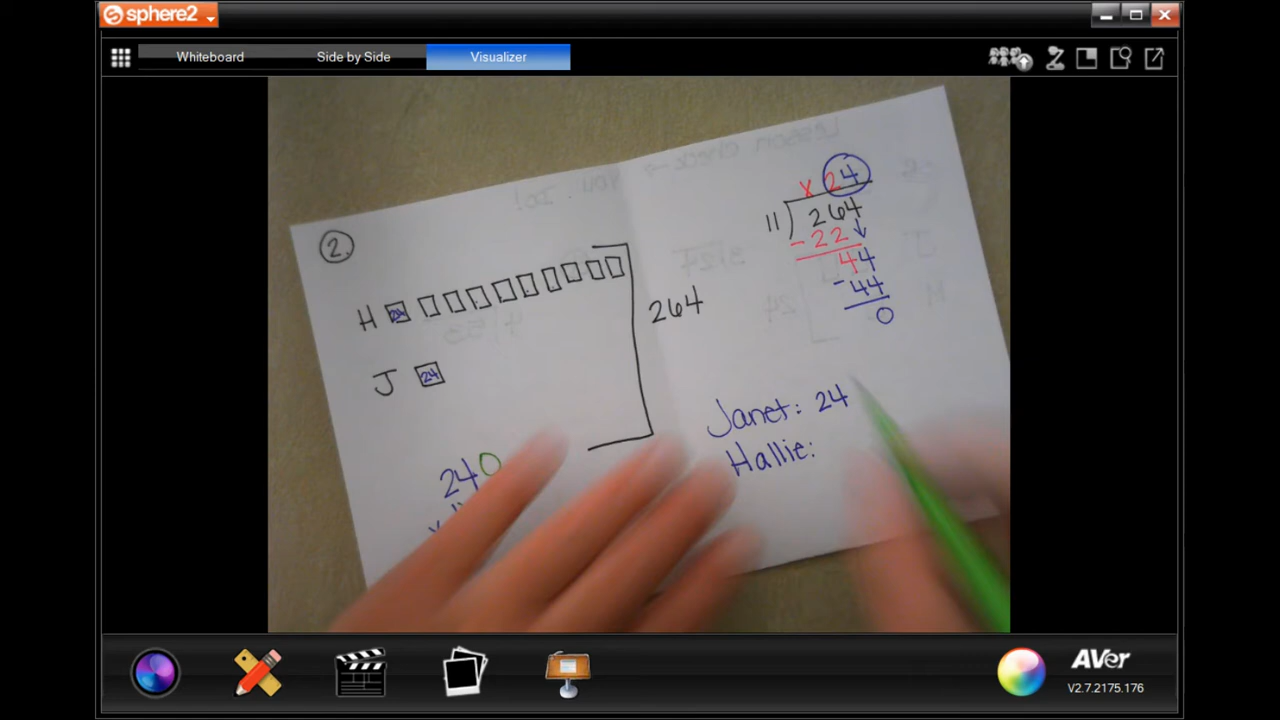 sphere2
Whiteboard
Side by Side
Visualizer
2.
H 24
264
J 24
240
x 24
11 264
- 22
44
- 44
0
Janet: 24
Hallie:
AVer
V2.7.2175.176